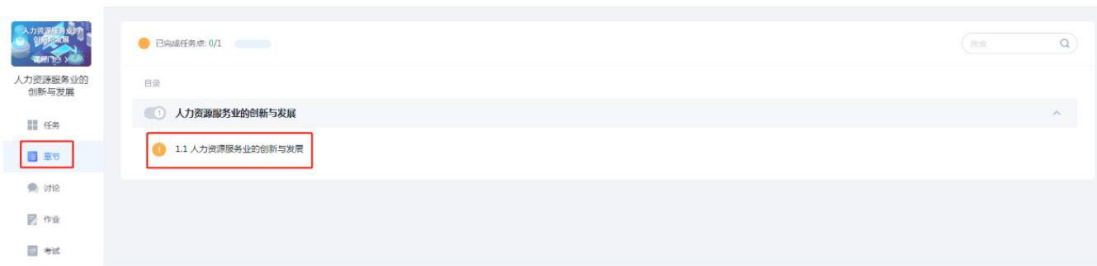 人力资源服务业的
创新与发展
课程门户
人力资源服务业的
创新与发展
任务
章节
讨论
作业
考试
已完成任务点: 0/1
搜索
目录
1 人力资源服务业的创新与发展
1 1.1 人力资源服务业的创新与发展